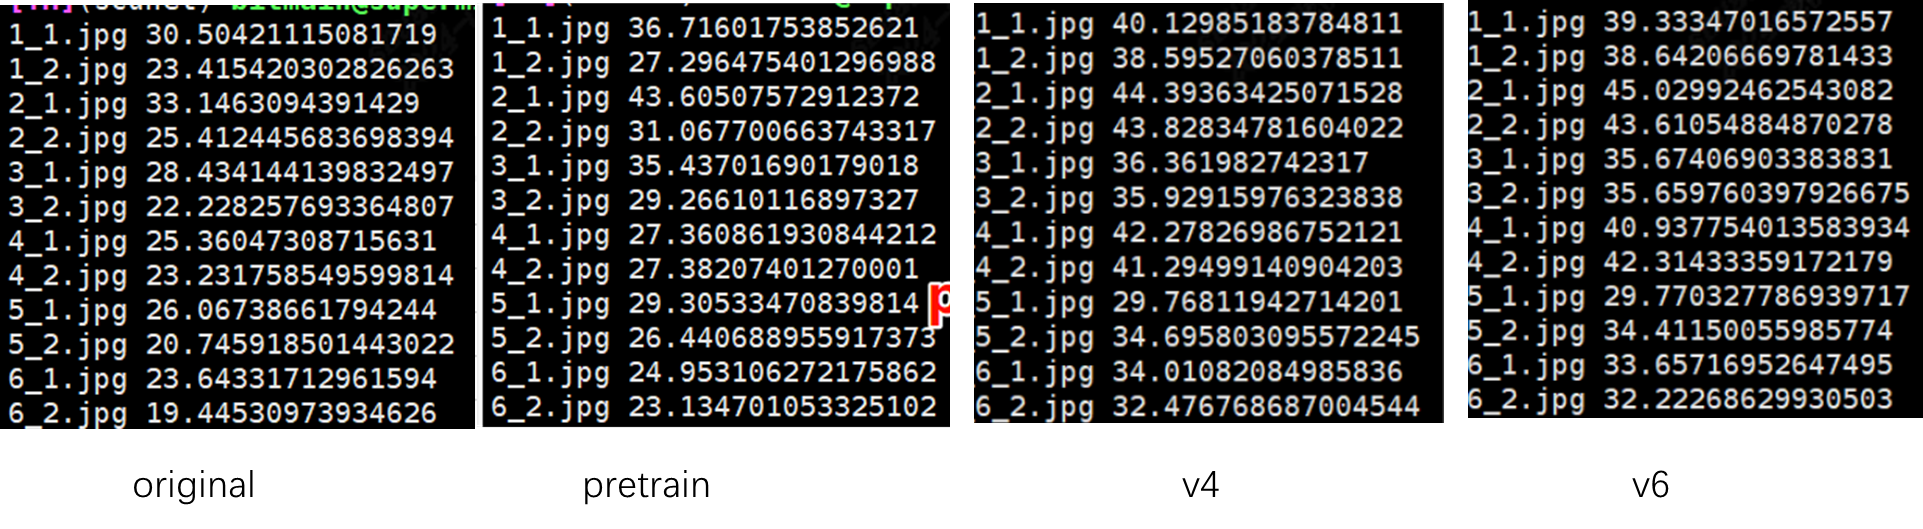 1_1.jpg 30.50421115081719
1_2.jpg 23.415420302826263
2_1.jpg 33.1463094391429
2_2.jpg 25.412445683698394
3_1.jpg 28.434144139832497
3_2.jpg 22.228257693364807
4_1.jpg 25.36047308715631
4_2.jpg 23.231758549599814
5_1.jpg 26.06738661794244
5_2.jpg 20.745918501443022
6_1.jpg 23.64331712961594
6_2.jpg 19.44530973934626
original
1_1.jpg 36.71601753852621
1_2.jpg 27.296475401296988
2_1.jpg 43.60507572912372
2_2.jpg 31.067700663743317
3_1.jpg 35.43701690179018
3_2.jpg 29.26610116897327
4_1.jpg 27.360861930844212
4_2.jpg 27.38207401270001
5_1.jpg 29.30533470839814 p
5_2.jpg 26.440688955917373
6_1.jpg 24.953106272175862
6_2.jpg 23.134701053325102
pretrain
1_1.jpg 40.12985183784811
1_2.jpg 38.59527060378511
2_1.jpg 44.39363425071528
2_2.jpg 43.82834781604022
3_1.jpg 36.361982742317
3_2.jpg 35.92915976323838
4_1.jpg 42.27826986752121
4_2.jpg 41.29499140904203
5_1.jpg 29.76811942714201
5_2.jpg 34.695803095572245
6_1.jpg 34.01082084985836
6_2.jpg 32.476768687004544
v4
1_1.jpg 39.33347016572557
1_2.jpg 38.64206669781433
2_1.jpg 45.02992462543082
2_2.jpg 43.61054884870278
3_1.jpg 35.67406903383831
3_2.jpg 35.659760397926675
4_1.jpg 40.937754013583934
4_2.jpg 42.31433359172179
5_1.jpg 29.770327786939717
5_2.jpg 34.41150055985774
6_1.jpg 33.65716952647495
6_2.jpg 32.22268629930503
v6